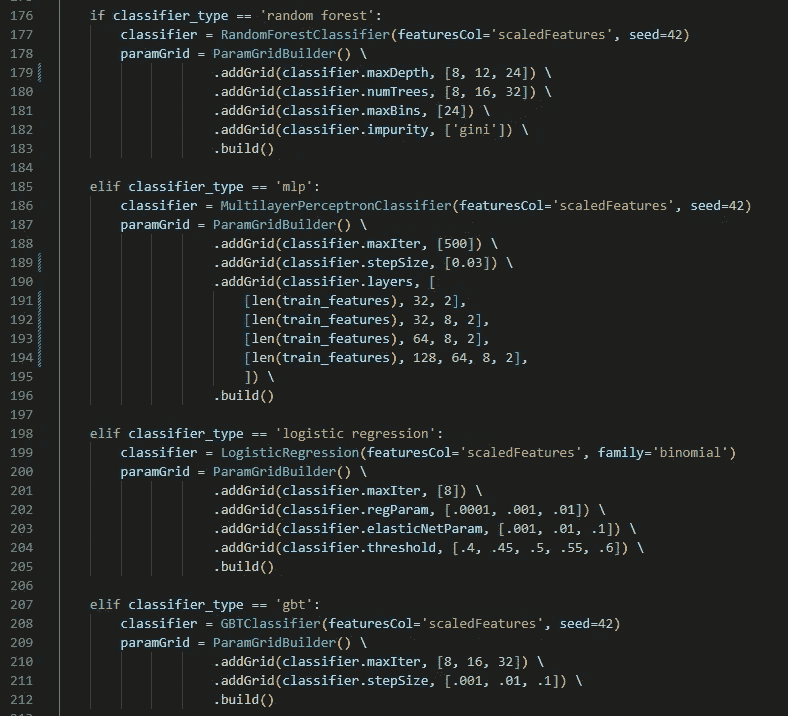 176 if classifier_type == 'random forest':
177 classifier = RandomForestClassifier(featuresCol='scaledFeatures', seed=42)
178 paramGrid = ParamGridBuilder() \
179 .addGrid(classifier.maxDepth, [8, 12, 24]) \
180 .addGrid(classifier.numTrees, [8, 16, 32]) \
181 .addGrid(classifier.maxBins, [24]) \
182 .addGrid(classifier.impurity, ['gini']) \
183 .build()
184
185 elif classifier_type == 'mlp':
186 classifier = MultilayerPerceptronClassifier(featuresCol='scaledFeatures', seed=42)
187 paramGrid = ParamGridBuilder() \
188 .addGrid(classifier.maxIter, [500]) \
189 .addGrid(classifier.stepSize, [0.03]) \
190 .addGrid(classifier.layers, [
191 [len(train_features), 32, 2],
192 [len(train_features), 32, 8, 2],
193 [len(train_features), 64, 8, 2],
194 [len(train_features), 128, 64, 8, 2],
195 ]) \
196 .build()
197
198 elif classifier_type == 'logistic regression':
199 classifier = LogisticRegression(featuresCol='scaledFeatures', family='binomial')
200 paramGrid = ParamGridBuilder() \
201 .addGrid(classifier.maxIter, [8]) \
202 .addGrid(classifier.regParam, [.0001, .001, .01]) \
203 .addGrid(classifier.elasticNetParam, [.001, .01, .1]) \
204 .addGrid(classifier.threshold, [.4, .45, .5, .55, .6]) \
205 .build()
206
207 elif classifier_type == 'gbt':
208 classifier = GBTClassifier(featuresCol='scaledFeatures', seed=42)
209 paramGrid = ParamGridBuilder() \
210 .addGrid(classifier.maxIter, [8, 16, 32]) \
211 .addGrid(classifier.stepSize, [.001, .01, .1]) \
212 .build()